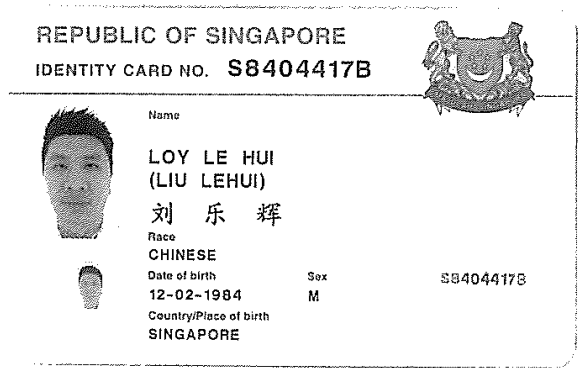 REPUBLIC OF SINGAPORE
IDENTITY CARD NO. S8404417B
Name
LOY LE HUI
(LIU LEHUI)
刘 乐 辉
Race
CHINESE
Date of birth Sex S8404417B
12-02-1984 M
Country/Place of birth
SINGAPORE